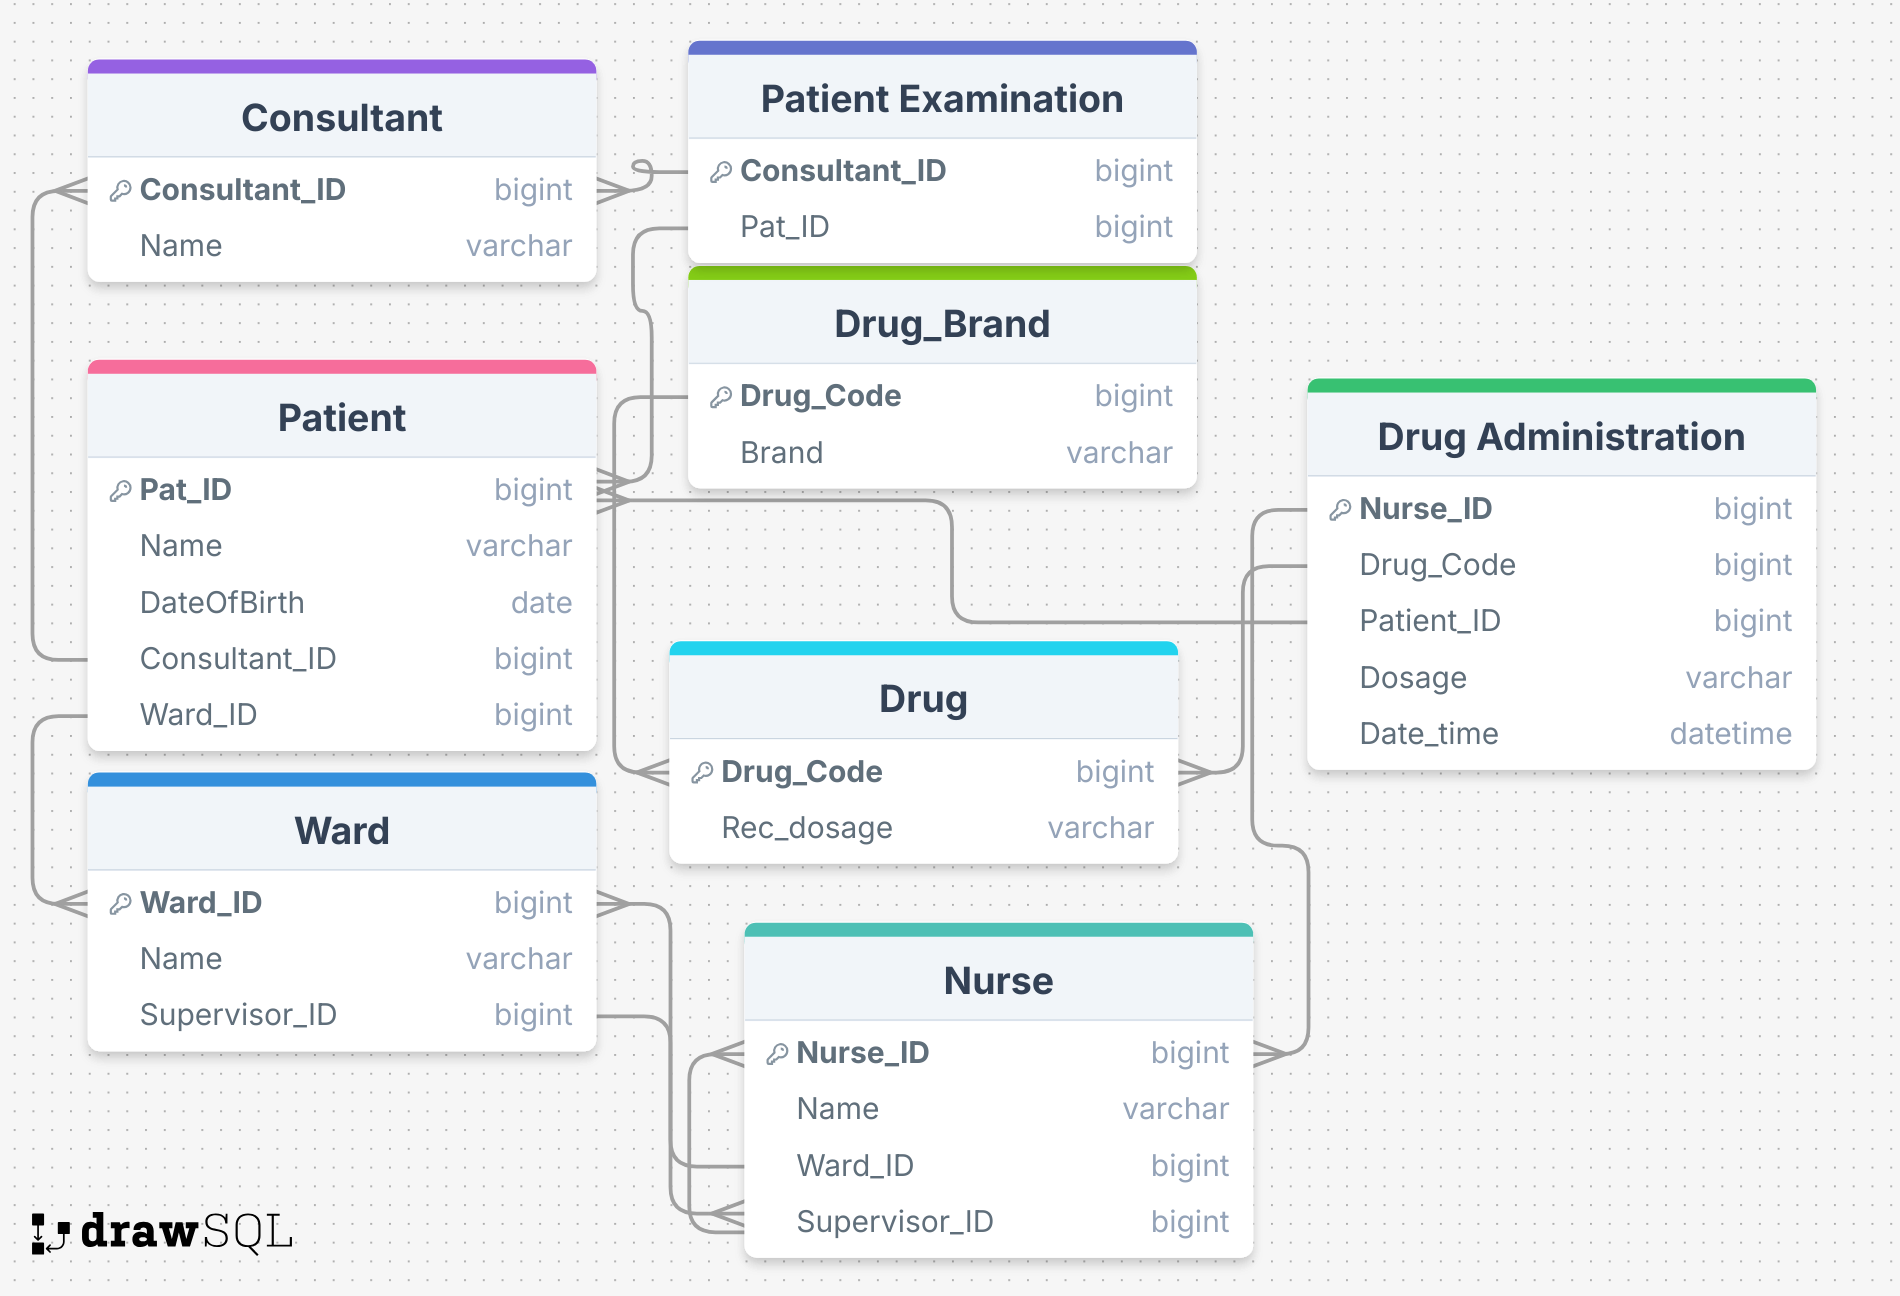 Consultant
Consultant_ID bigint
Name varchar
Patient Examination
Consultant_ID bigint
Pat_ID bigint
Drug_Brand
Drug_Code bigint
Brand varchar
Patient
Pat_ID bigint
Name varchar
DateOfBirth date
Consultant_ID bigint
Ward_ID bigint
Drug Administration
Nurse_ID bigint
Drug_Code bigint
Patient_ID bigint
Dosage varchar
Date_time datetime
Drug
Drug_Code bigint
Rec_dosage varchar
Ward
Ward_ID bigint
Name varchar
Supervisor_ID bigint
Nurse
Nurse_ID bigint
Name varchar
Ward_ID bigint
Supervisor_ID bigint
drawSQL